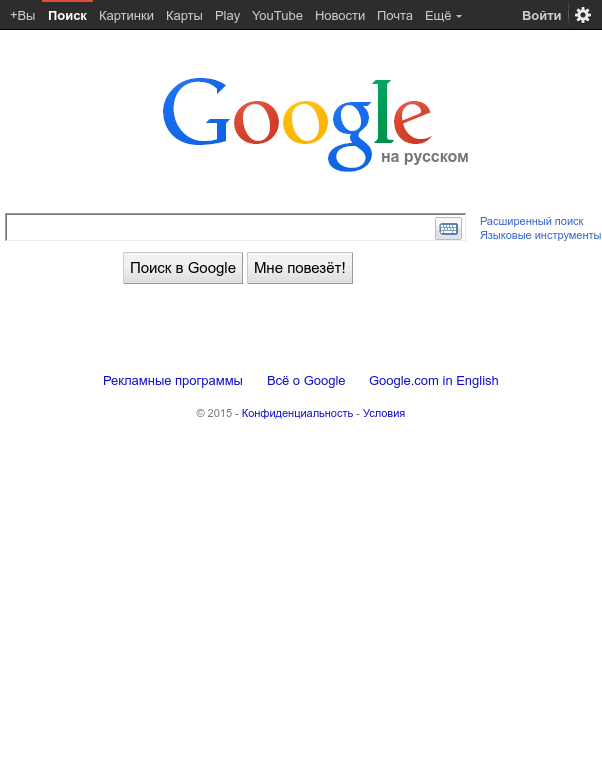 +Вы Поиск Картинки Карты Play YouTube Новости Почта Ещё Войти
Google
на русском
Расширенный поиск
Языковые инструменты
Поиск в Google Мне повезёт!
Рекламные программы Всё о Google Google.com in English
© 2015 - Конфиденциальность - Условия